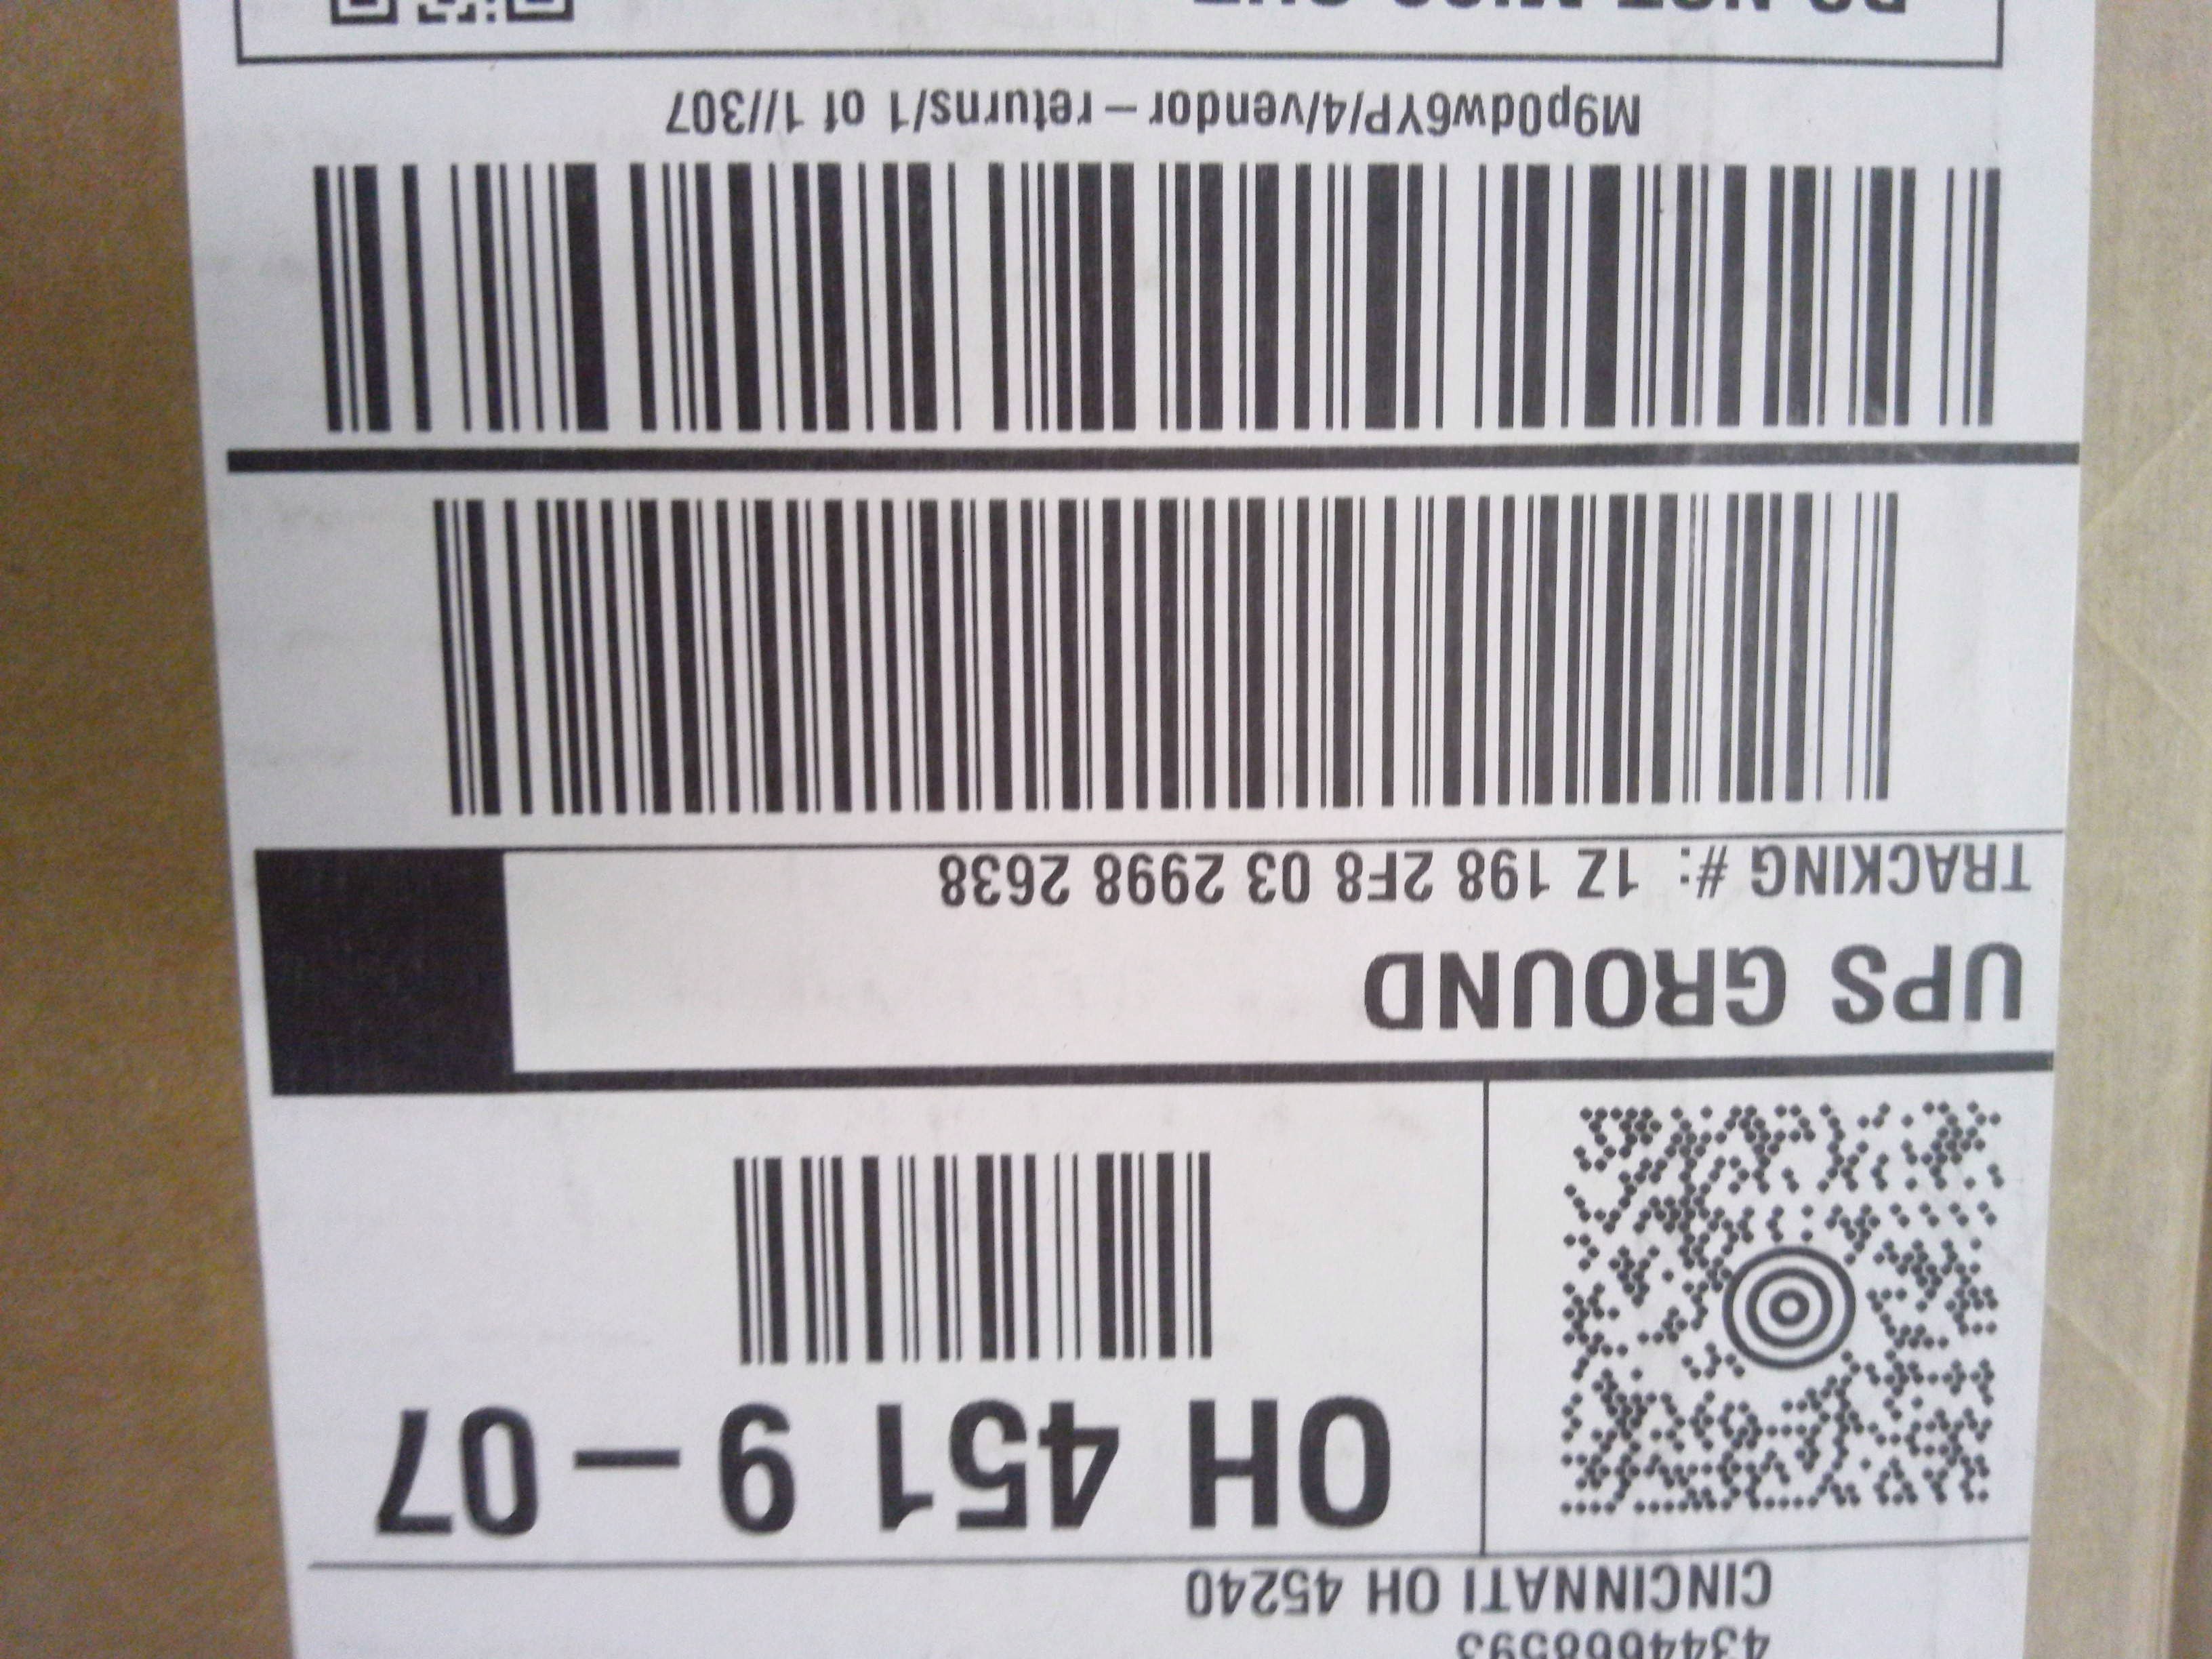 CINCINNATI OH 45240
OH 451 9 – 07
UPS GROUND
TRACKING #: 1Z 198 2F8 03 2998 2638
M9p0dw6YP/4/vendor – returns/1 of 1//307